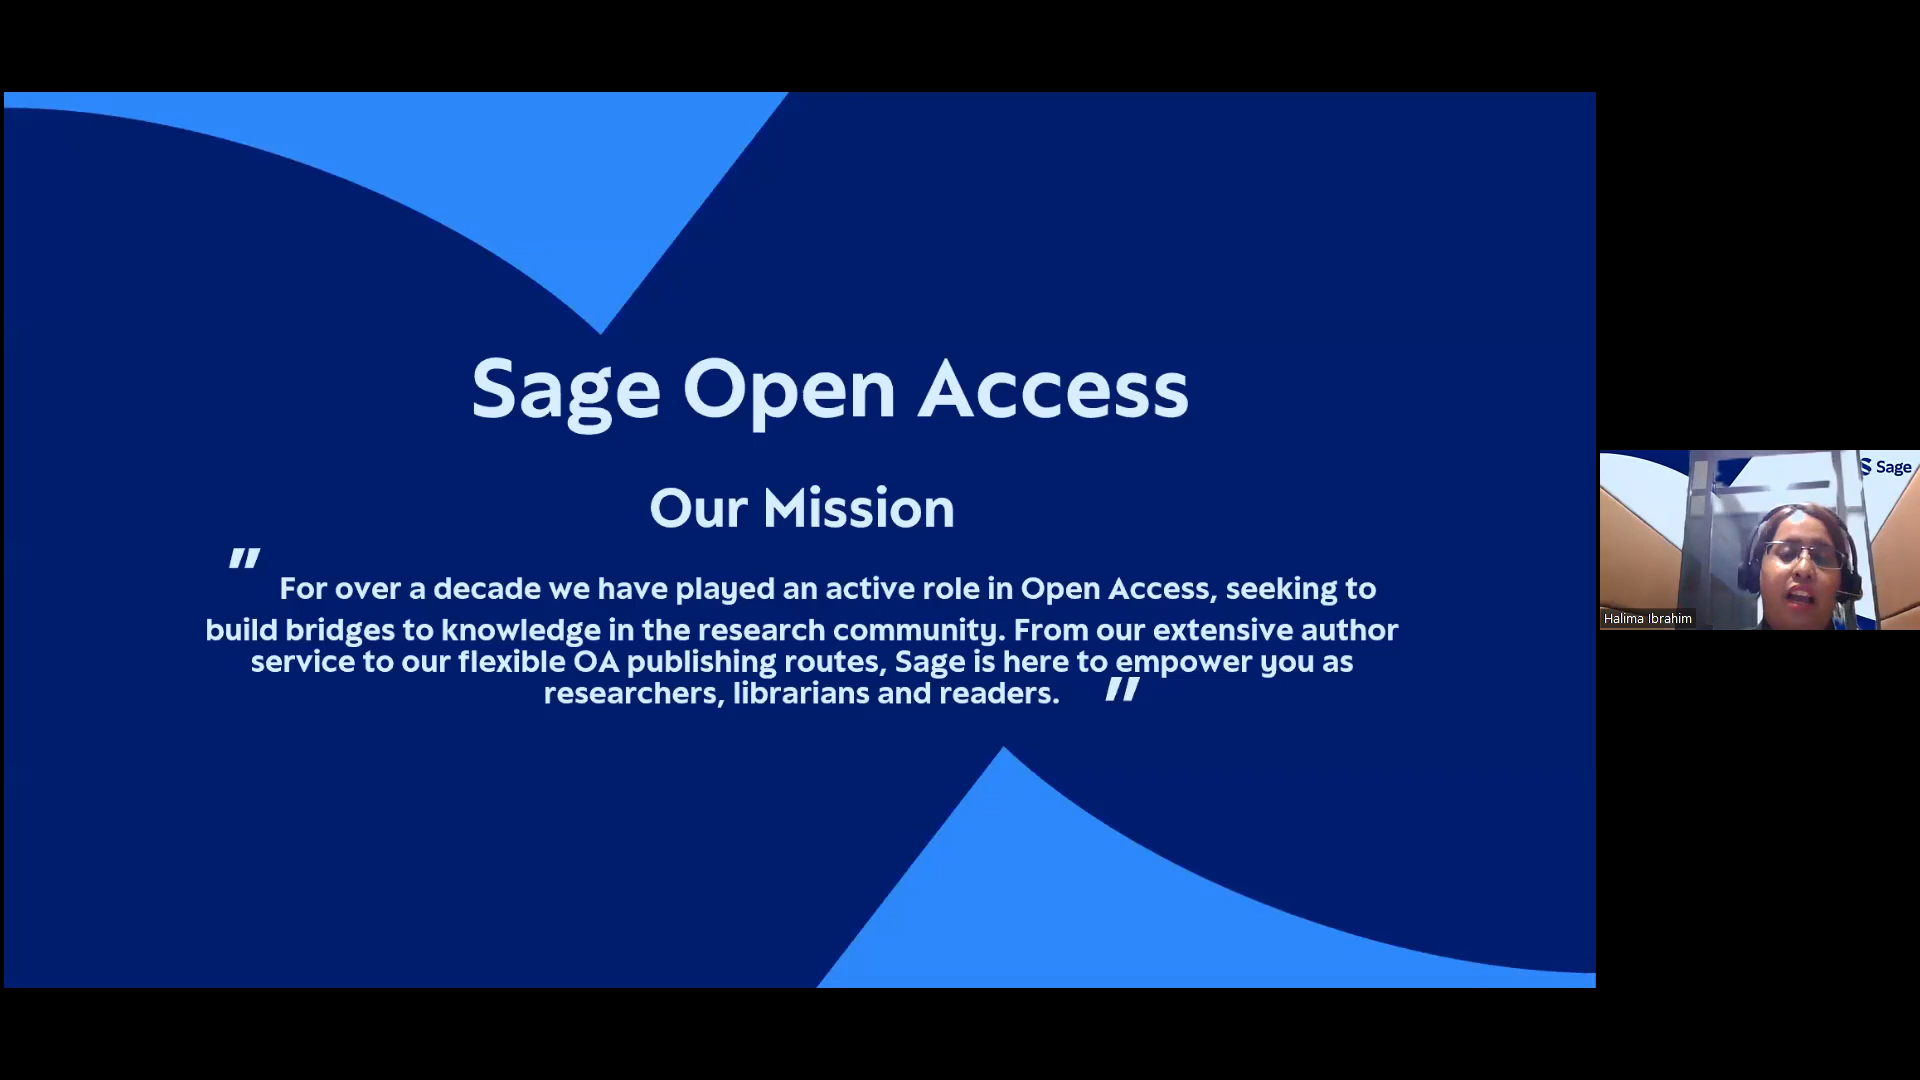 Sage Open Access
Our Mission
"
For over a decade we have played an active role in Open Access, seeking to
build bridges to knowledge in the research community. From our extensive author
service to our flexible OA publishing routes, Sage is here to empower you as
researchers, librarians and readers. "
Sage
Halima Ibrahim